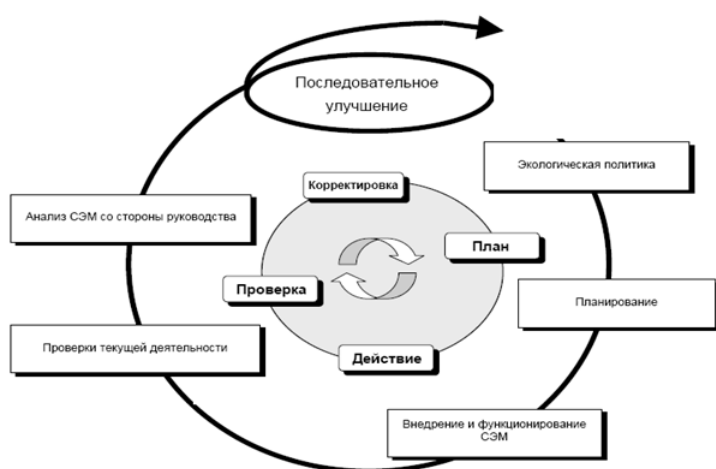 Последовательное
улучшение
Экологическая политика
Корректировка
Анализ СЭМ со стороны руководства
План
Проверка
Планирование
Проверки текущей деятельности
Действие
Внедрение и функционирование
СЭМ